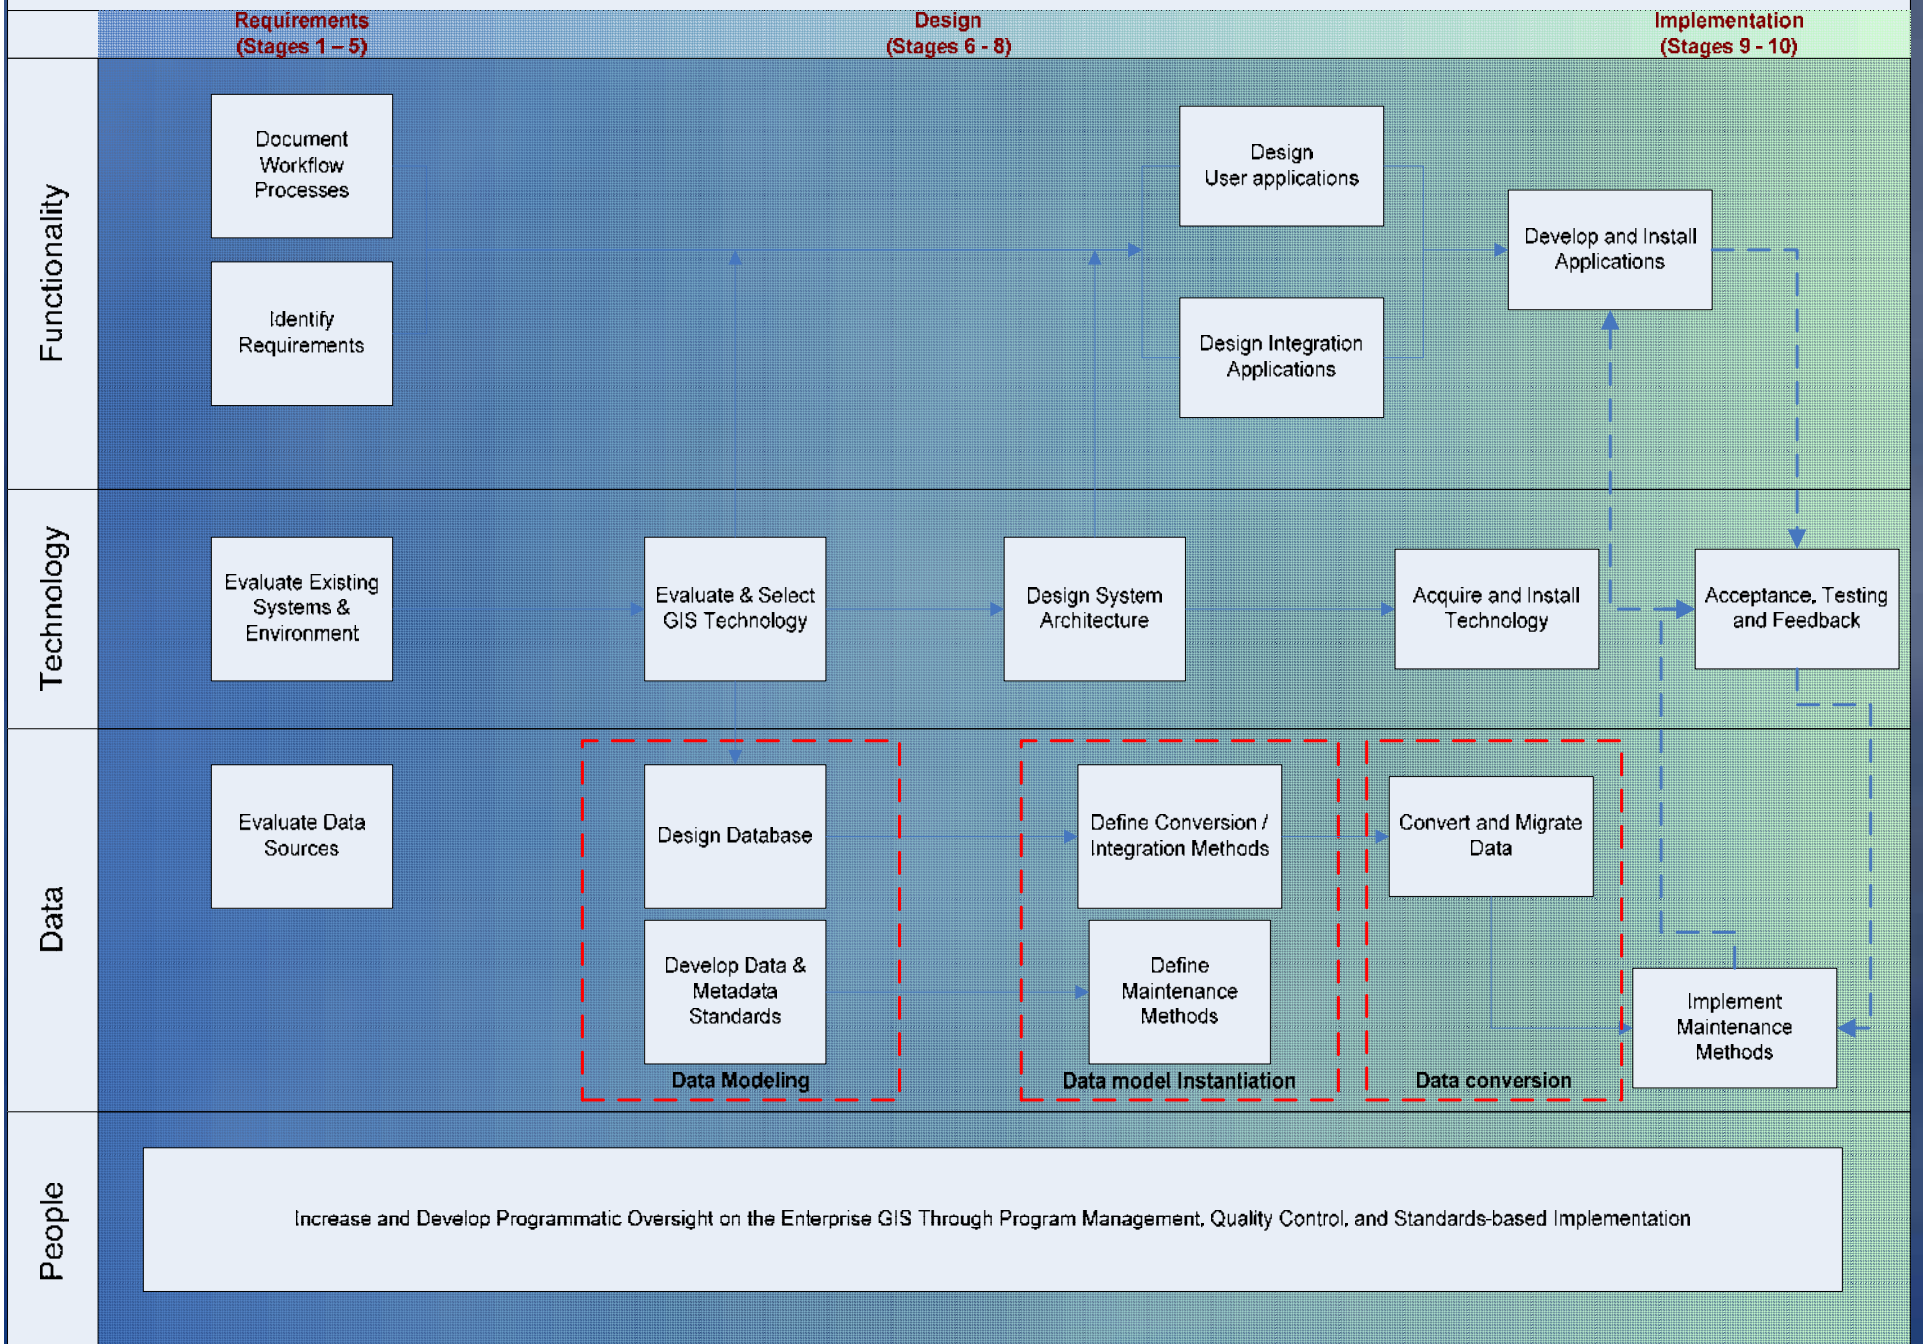 Requirements
(Stages 1 – 5)
Design
(Stages 6 - 8)
Implementation
(Stages 9 - 10)
Functionality
Document
Workflow
Processes
Identify
Requirements
Design
User applications
Design Integration
Applications
Develop and Install
Applications
Technology
Evaluate Existing
Systems &
Environment
Evaluate & Select
GIS Technology
Design System
Architecture
Acquire and Install
Technology
Acceptance, Testing
and Feedback
Data
Evaluate Data
Sources
Design Database
Develop Data &
Metadata
Standards
Data Modeling
Define Conversion /
Integration Methods
Define
Maintenance
Methods
Data model Instantiation
Convert and Migrate
Data
Data conversion
Implement
Maintenance
Methods
People
Increase and Develop Programmatic Oversight on the Enterprise GIS Through Program Management, Quality Control, and Standards-based Implementation